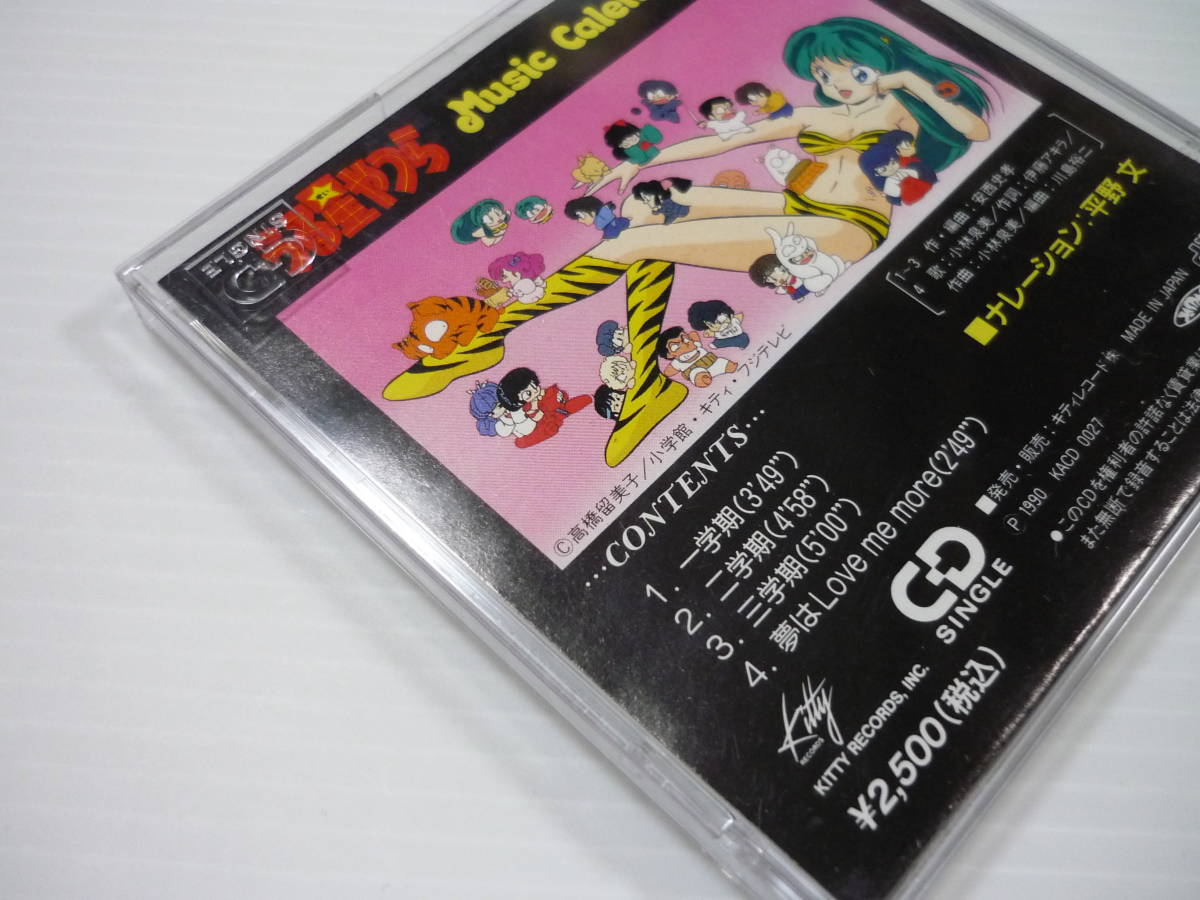 うる星やつら
Music Calen
SINGLE
©高橋留美子/小学館・キティ・フジテレビ
...CONTENTS...
1. 一学期(3'49")
2. 二学期(4'58")
3. 三学期(5'00")
4. 夢はLove me more(2'49")
1-3 作・編曲:安西史孝
4 歌:小林泉美/作詞:伊藤アキラ/
作曲:小林泉美/編曲:川島裕二
■ナレーション:平野 文
MADE IN JAPAN
■発売・販売:キティレコード㈱
Ⓟ1990 KACD 0027
●このCDを権利者の許諾なく賃貸業
また無断で録音することは法
CD
SINGLE
Kitty
RECORDS
KITTY RECORDS, INC.
¥2,500(税込)